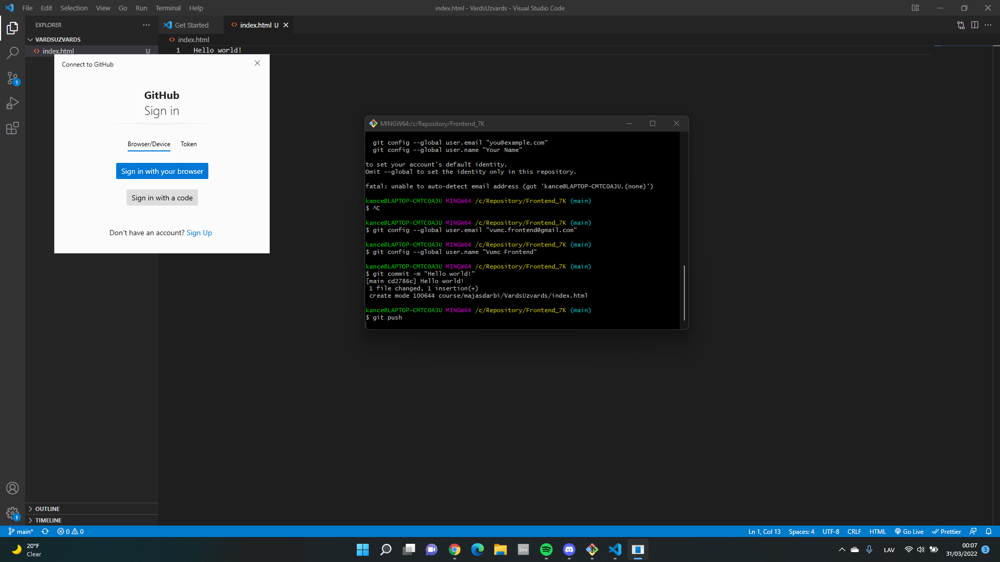 File Edit Selection View Go Run Terminal Help
index.html - VardsUzvards - Visual Studio Code
EXPLORER
Get Started
index.html U
VARDSUZVARDS
index.html
index.html U
1 Hello world!
Connect to GitHub
GitHub
Sign in
Browser/Device Token
Sign in with your browser
Sign in with a code
Don't have an account? Sign Up
MINGW64:/c/Repository/Frontend_7K
git config --global user.email "you@example.com"
git config --global user.name "Your Name"
to set your account's default identity.
Omit --global to set the identity only in this repository.
fatal: unable to auto-detect email address (got 'kance@LAPTOP-CMTCOAJU.(none)')
kance@LAPTOP-CMTCOAJU MINGW64 /c/Repository/Frontend_7K (main)
$ ^C
kance@LAPTOP-CMTCOAJU MINGW64 /c/Repository/Frontend_7K (main)
$ git config --global user.email "vumc.frontend@gmail.com"
kance@LAPTOP-CMTCOAJU MINGW64 /c/Repository/Frontend_7K (main)
$ git config --global user.name "Vumc Frontend"
kance@LAPTOP-CMTCOAJU MINGW64 /c/Repository/Frontend_7K (main)
$ git commit -m "Hello world!"
[main cd2786c] Hello world!
1 file changed, 1 insertion(+)
create mode 100644 course/majasdarbi/VardsUzvards/index.html
kance@LAPTOP-CMTCOAJU MINGW64 /c/Repository/Frontend_7K (main)
$ git push
1
1
OUTLINE
TIMELINE
main* 0 0
Ln 1, Col 13 Spaces: 4 UTF-8 CRLF HTML Go Live Prettier
20°F
Clear
Live
LAV
00:07
31/03/2022
3